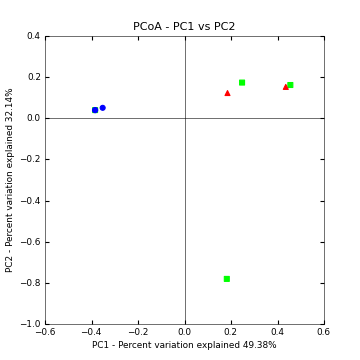 PCoA - PC1 vs PC2
0.4
0.2
0.0
−0.2
−0.4
−0.6
−0.8
−1.0
PC2 - Percent variation explained 32.14%
−0.6 −0.4 −0.2 0.0 0.2 0.4 0.6
PC1 - Percent variation explained 49.38%